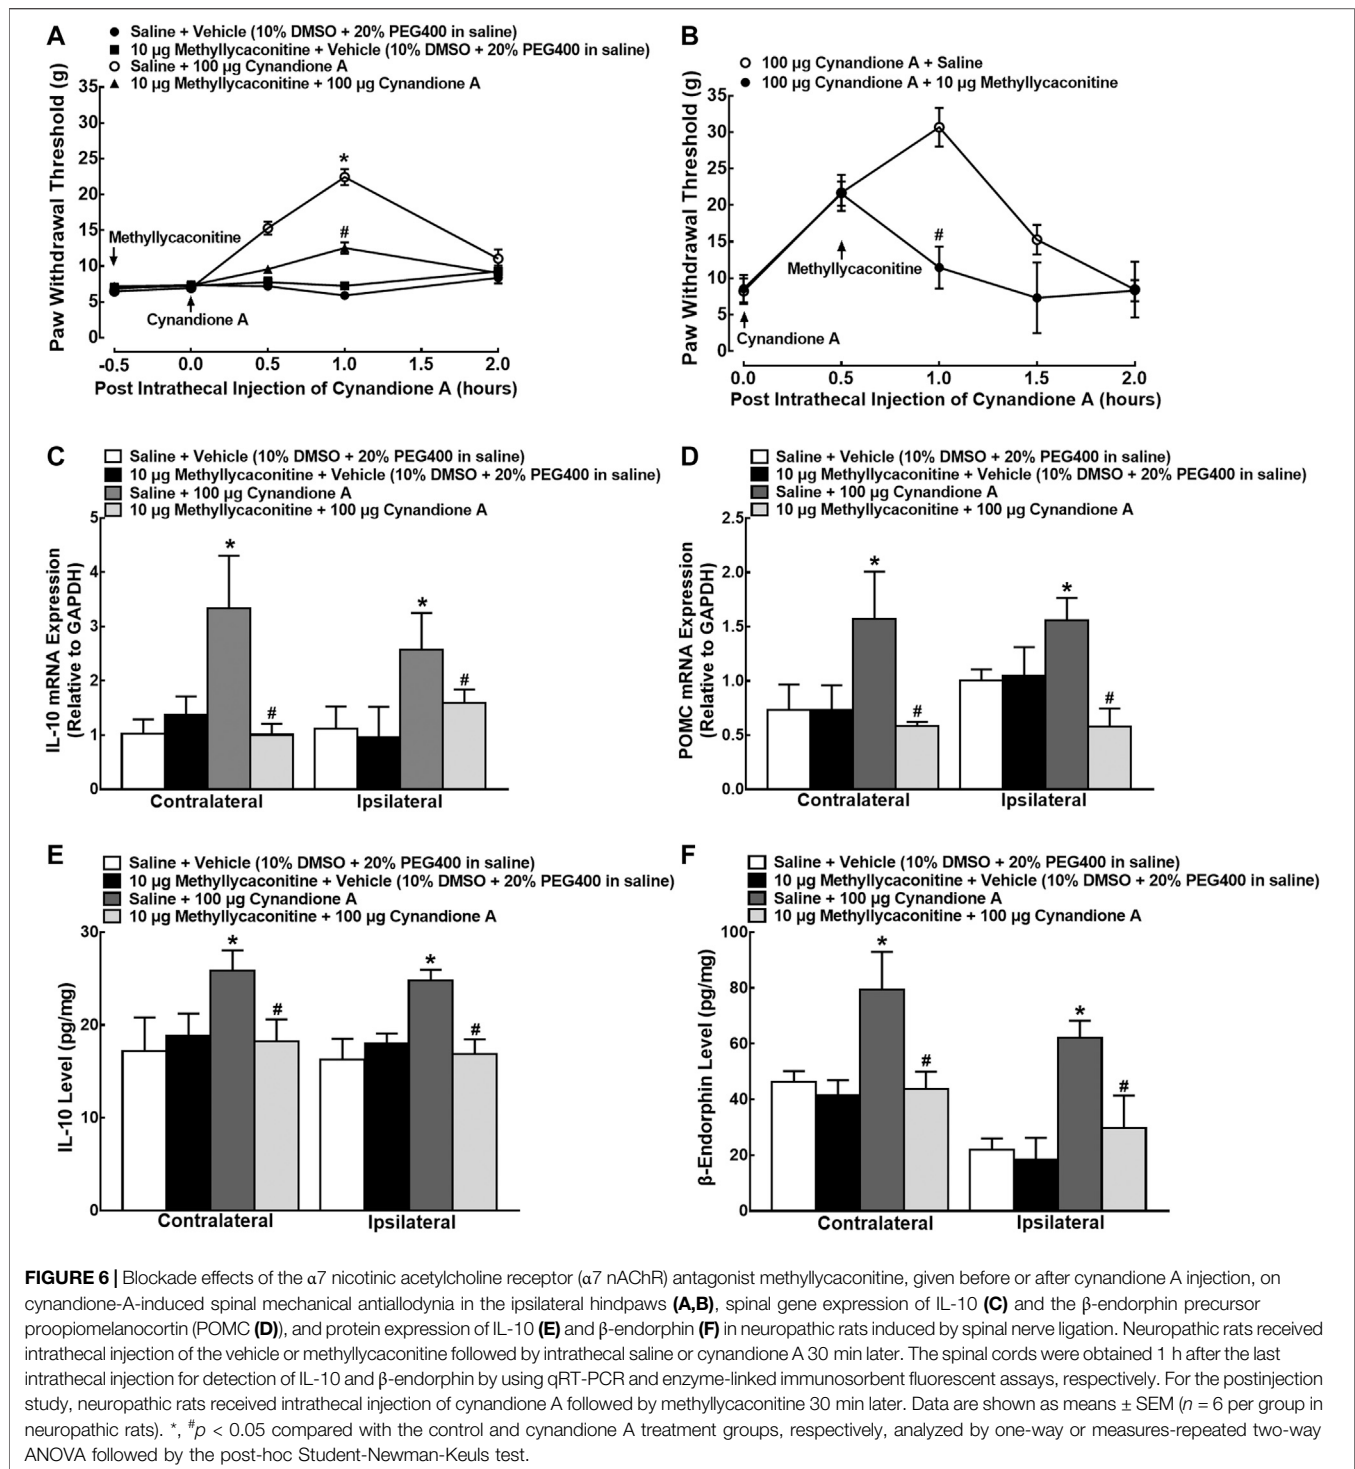 A
Saline + Vehicle (10% DMSO + 20% PEG400 in saline)
10 µg Methyllycaconitine + Vehicle (10% DMSO + 20% PEG400 in saline)
Saline + 100 µg Cynandione A
10 µg Methyllycaconitine + 100 µg Cynandione A
Paw Withdrawal Threshold (g)
35
30
25
20
15
10
5
0
*
#
Methyllycaconitine
Cynandione A
-0.5 0.0 0.5 1.0 1.5 2.0
Post Intrathecal Injection of Cynandione A (hours)
B
100 µg Cynandione A + Saline
100 µg Cynandione A + 10 µg Methyllycaconitine
Paw Withdrawal Threshold (g)
35
30
25
20
15
10
5
0
#
Methyllycaconitine
Cynandione A
0.0 0.5 1.0 1.5 2.0
Post Intrathecal Injection of Cynandione A (hours)
C
Saline + Vehicle (10% DMSO + 20% PEG400 in saline)
10 µg Methyllycaconitine + Vehicle (10% DMSO + 20% PEG400 in saline)
Saline + 100 µg Cynandione A
10 µg Methyllycaconitine + 100 µg Cynandione A
IL-10 mRNA Expression
(Relative to GAPDH)
5
4
3
2
1
0
* #
* #
Contralateral Ipsilateral
D
Saline + Vehicle (10% DMSO + 20% PEG400 in saline)
10 µg Methyllycaconitine + Vehicle (10% DMSO + 20% PEG400 in saline)
Saline + 100 µg Cynandione A
10 µg Methyllycaconitine + 100 µg Cynandione A
POMC mRNA Expression
(Relative to GAPDH)
2.5
2.0
1.5
1.0
0.5
0.0
* #
* #
Contralateral Ipsilateral
E
Saline + Vehicle (10% DMSO + 20% PEG400 in saline)
10 µg Methyllycaconitine + Vehicle (10% DMSO + 20% PEG400 in saline)
Saline + 100 µg Cynandione A
10 µg Methyllycaconitine + 100 µg Cynandione A
IL-10 Level (pg/mg)
30
20
10
0
* #
* #
Contralateral Ipsilateral
F
Saline + Vehicle (10% DMSO + 20% PEG400 in saline)
10 µg Methyllycaconitine + Vehicle (10% DMSO + 20% PEG400 in saline)
Saline + 100 µg Cynandione A
10 µg Methyllycaconitine + 100 µg Cynandione A
β-Endorphin Level (pg/mg)
100
80
60
40
20
0
* #
* #
Contralateral Ipsilateral
FIGURE 6 | Blockade effects of the α7 nicotinic acetylcholine receptor (α7 nAChR) antagonist methyllycaconitine, given before or after cynandione A injection, on
cynandione-A-induced spinal mechanical antiallodynia in the ipsilateral hindpaws (A,B), spinal gene expression of IL-10 (C) and the β-endorphin precursor
proopiomelanocortin (POMC (D)), and protein expression of IL-10 (E) and β-endorphin (F) in neuropathic rats induced by spinal nerve ligation. Neuropathic rats received
intrathecal injection of the vehicle or methyllycaconitine followed by intrathecal saline or cynandione A 30 min later. The spinal cords were obtained 1 h after the last
intrathecal injection for detection of IL-10 and β-endorphin by using qRT-PCR and enzyme-linked immunosorbent fluorescent assays, respectively. For the postinjection
study, neuropathic rats received intrathecal injection of cynandione A followed by methyllycaconitine 30 min later. Data are shown as means ± SEM (n = 6 per group in
neuropathic rats). *, #p < 0.05 compared with the control and cynandione A treatment groups, respectively, analyzed by one-way or measures-repeated two-way
ANOVA followed by the post-hoc Student-Newman-Keuls test.